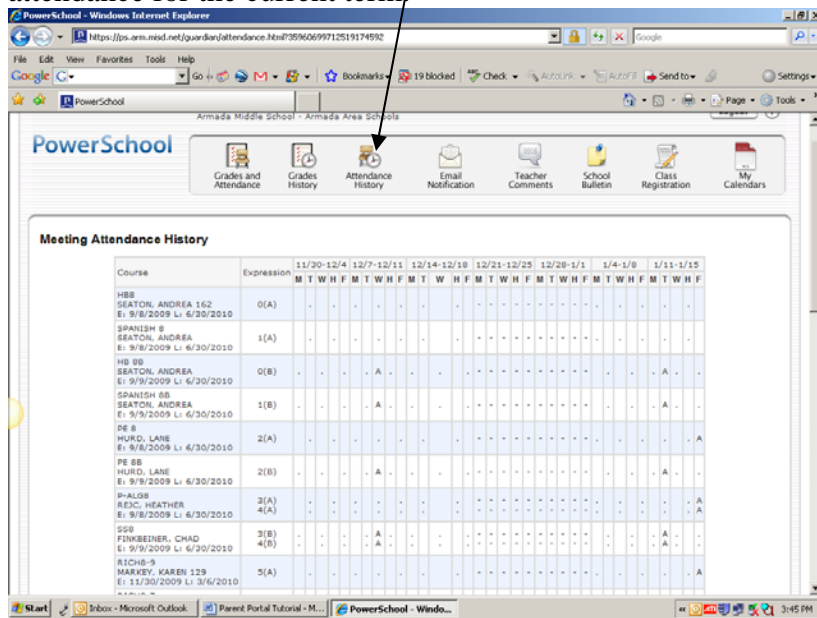 attendance for the current term
PowerSchool - Windows Internet Explorer
https://ps-arm.misd.net/guardian/attendance.html?35960699712519174592
Google
File Edit View Favorites Tools Help
Google Go Bookmarks 19 blocked Check AutoLink AutoFill Send to Settings
PowerSchool Page Tools
Armada Middle School - Armada Area Schools
PowerSchool
Grades and Attendance
Grades History
Attendance History
Email Notification
Teacher Comments
School Bulletin
Class Registration
My Calendars
Meeting Attendance History
Course Expression 11/30-12/4 12/7-12/11 12/14-12/18 12/21-12/25 12/28-1/1 1/4-1/8 1/11-1/15
M T W H F M T W H F M T W H F M T W H F M T W H F M T W H F M T W H F
HB8
SEATON, ANDREA 162 0(A)
E: 9/8/2009 L: 6/30/2010
SPANISH 8
SEATON, ANDREA 1(A)
E: 9/8/2009 L: 6/30/2010
HB 8B
SEATON, ANDREA 0(B) A A
E: 9/9/2009 L: 6/30/2010
SPANISH 8B
SEATON, ANDREA 1(B) A A
E: 9/9/2009 L: 6/30/2010
PE 8
HURD, LANE 2(A) A
E: 9/8/2009 L: 6/30/2010
PE 8B
HURD, LANE 2(B) A A
E: 9/9/2009 L: 6/30/2010
P-ALG8 3(A) A
REJC, HEATHER 4(A) A
E: 9/8/2009 L: 6/30/2010
SS8 3(B) A A
FINKBEINER, CHAD 4(B) A A
E: 9/9/2009 L: 6/30/2010
RICH8-9
MARKEY, KAREN 129 5(A) A
E: 11/30/2009 L: 3/6/2010
Start Inbox - Microsoft Outlook Parent Portal Tutorial - M... PowerSchool - Windo... 3:45 PM